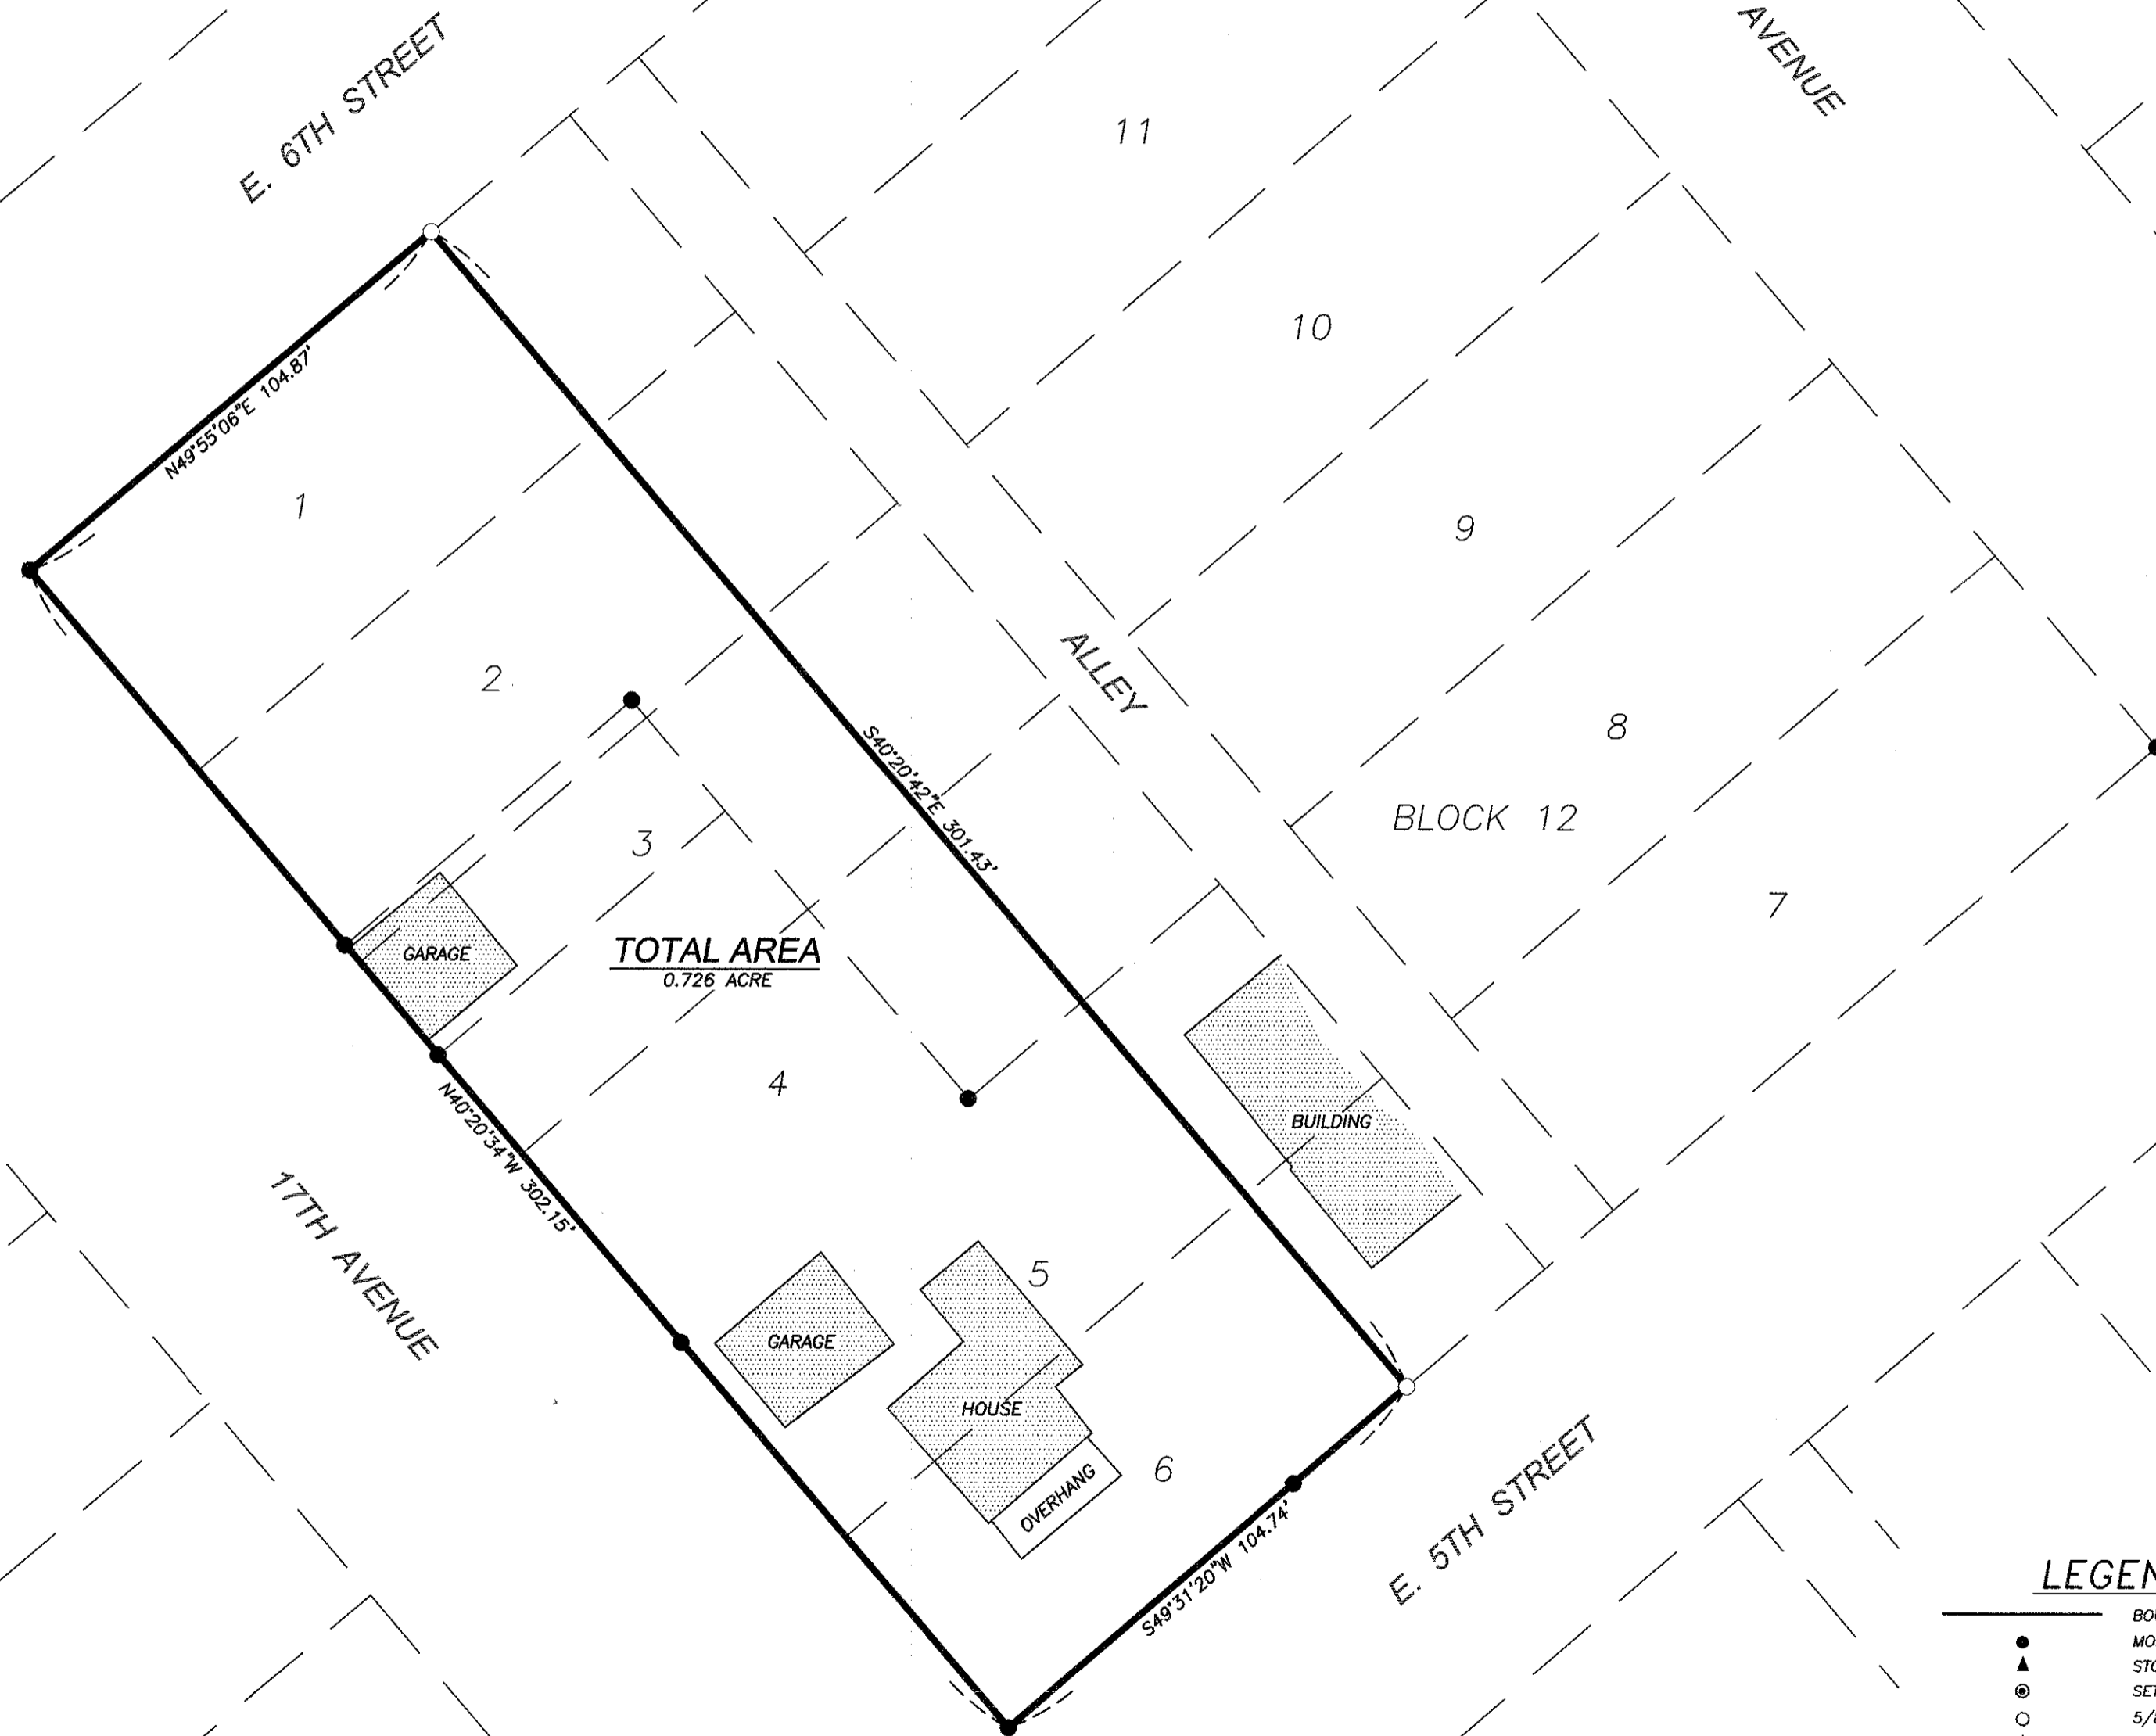 E. 6TH STREET
AVENUE
11
10
N49°55'06"E 104.87'
1
9
2
ALLEY
8
S40°20'42"E 301.43'
BLOCK 12
3
7
GARAGE
TOTAL AREA
0.726 ACRE
4
BUILDING
N40°20'34"W 302.15'
17TH AVENUE
5
GARAGE
HOUSE
6
OVERHANG
S49°31'20"W 104.74'
E. 5TH STREET